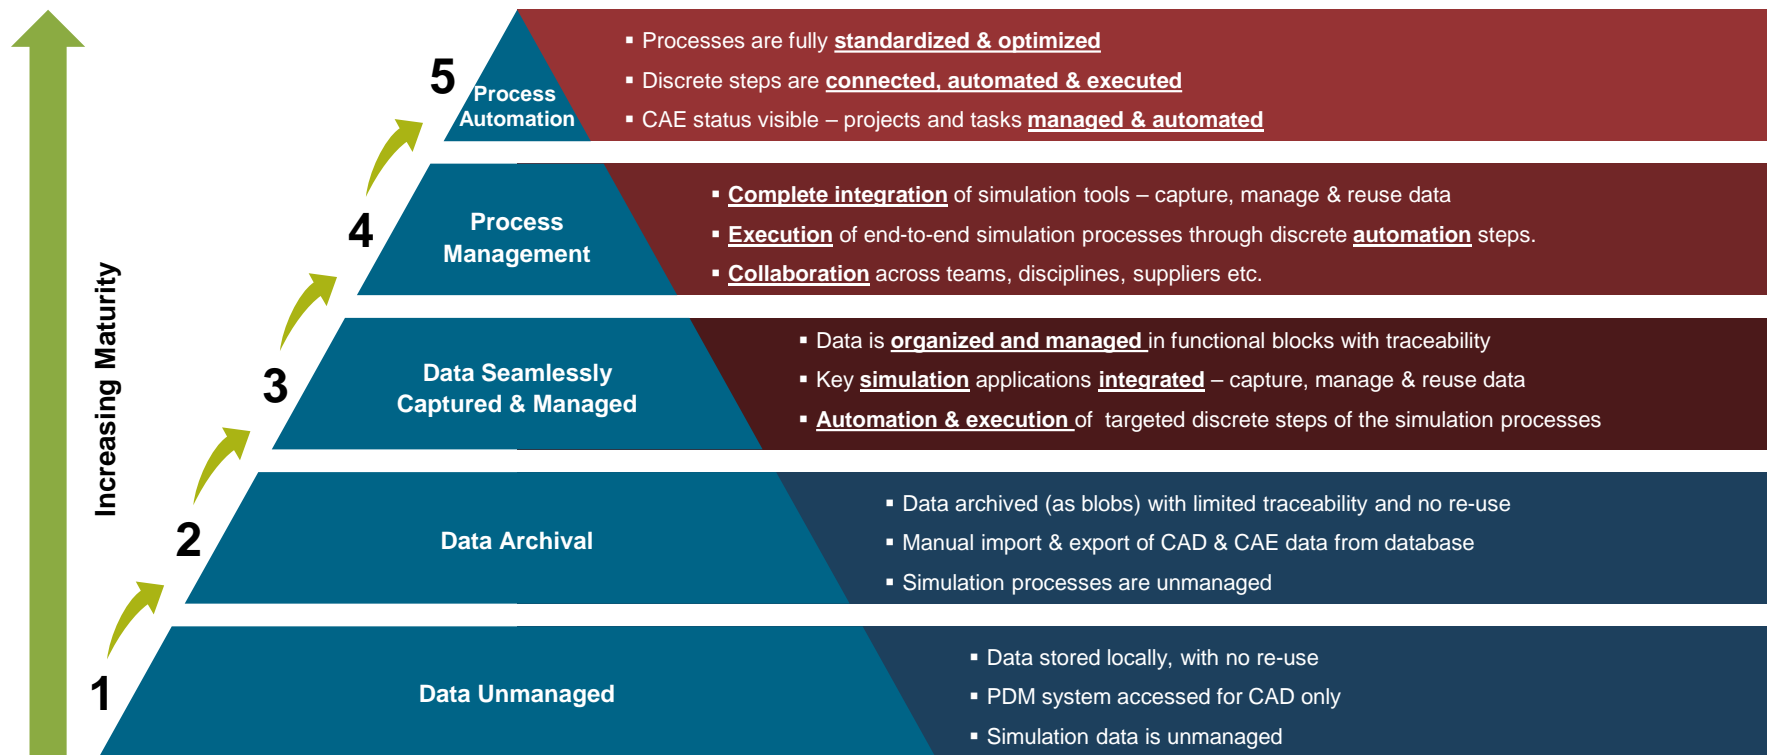 5
Process
Automation
▪ Processes are fully standardized & optimized
▪ Discrete steps are connected, automated & executed
▪ CAE status visible – projects and tasks managed & automated
4
Process
Management
▪ Complete integration of simulation tools – capture, manage & reuse data
▪ Execution of end-to-end simulation processes through discrete automation steps.
▪ Collaboration across teams, disciplines, suppliers etc.
Increasing Maturity
3
Data Seamlessly
Captured & Managed
▪ Data is organized and managed in functional blocks with traceability
▪ Key simulation applications integrated – capture, manage & reuse data
▪ Automation & execution of targeted discrete steps of the simulation processes
2
Data Archival
▪ Data archived (as blobs) with limited traceability and no re-use
▪ Manual import & export of CAD & CAE data from database
▪ Simulation processes are unmanaged
1
Data Unmanaged
▪ Data stored locally, with no re-use
▪ PDM system accessed for CAD only
▪ Simulation data is unmanaged